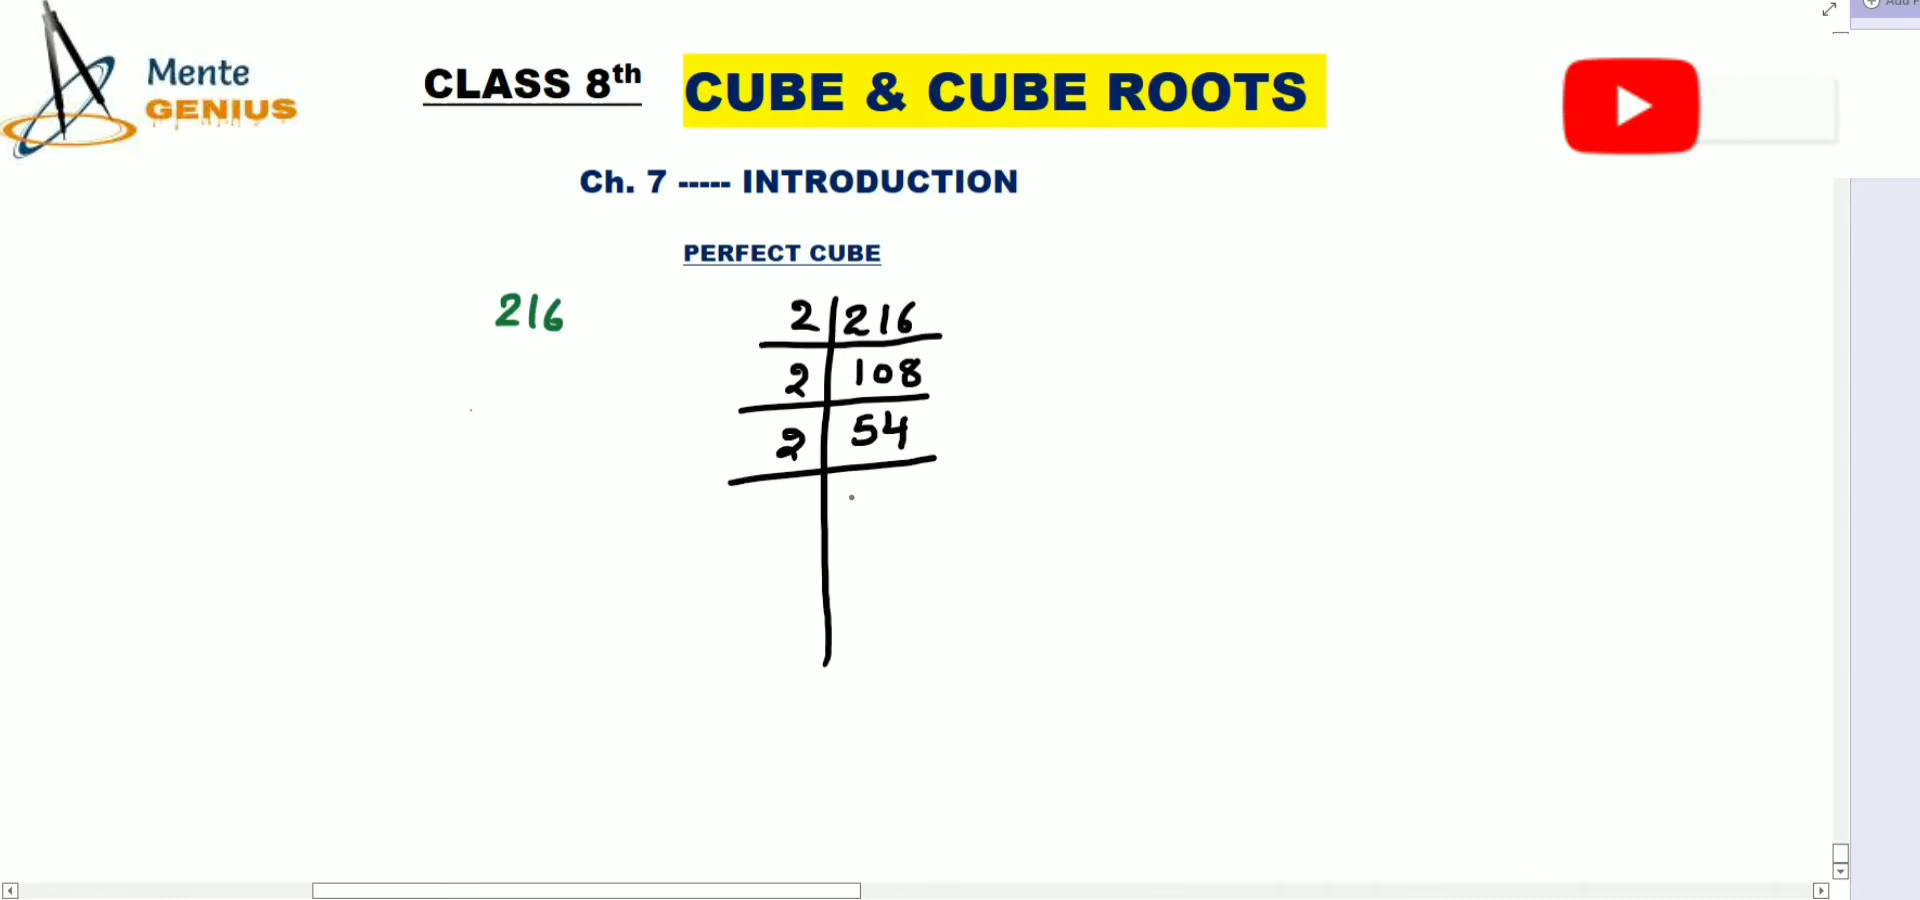 Mente
GENIUS
CLASS 8th CUBE & CUBE ROOTS
Ch. 7 ----- INTRODUCTION
PERFECT CUBE
216
2 216
2 108
2 54